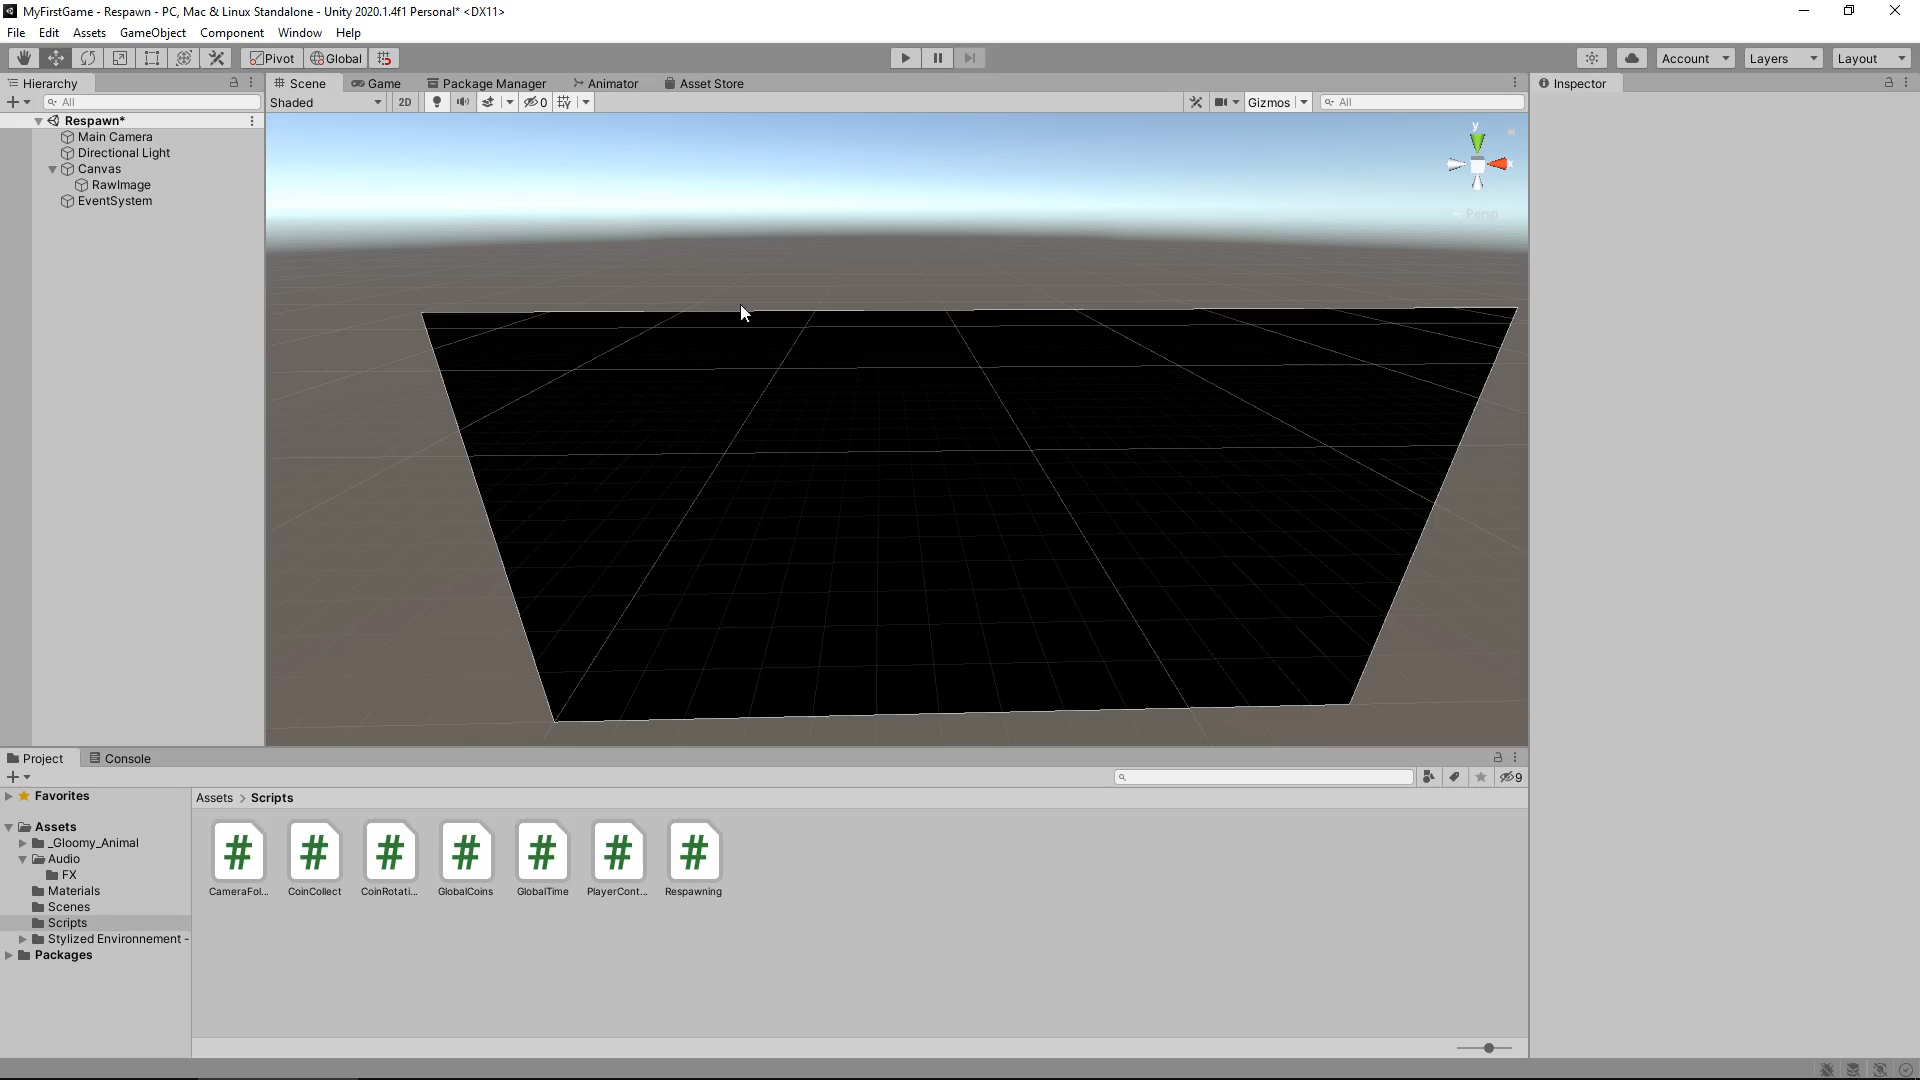 MyFirstGame - Respawn - PC, Mac & Linux Standalone - Unity 2020.1.4f1 Personal* <DX11>
File Edit Assets GameObject Component Window Help
Pivot Global Account Layers Layout
Hierarchy
All
Respawn*
Main Camera
Directional Light
Canvas
RawImage
EventSystem
Scene Game Package Manager Animator Asset Store
Shaded 2D 0 Gizmos All
y
x
Persp
Inspector
Project Console
9
Favorites
Assets
_Gloomy_Animal
Audio
FX
Materials
Scenes
Scripts
Stylized Environnement -
Packages
Assets > Scripts
# # # # # # #
CameraFol... CoinCollect CoinRotati... GlobalCoins GlobalTime PlayerCont... Respawning